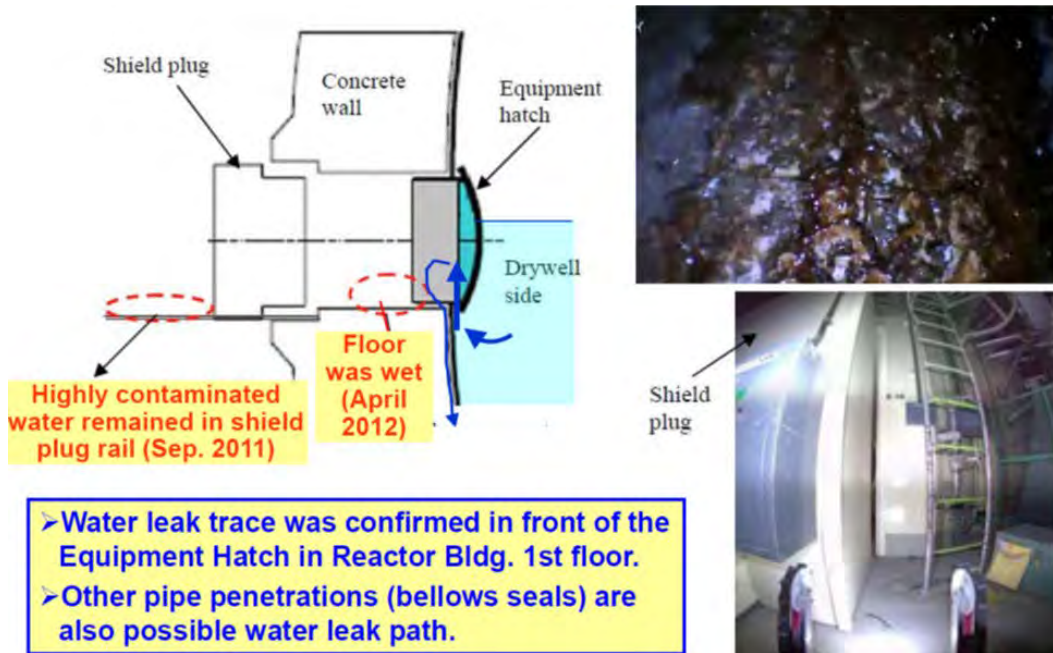 Shield plug
Concrete
wall
Equipment
hatch
Drywell
side
Floor
was wet
(April
2012)
Highly contaminated
water remained in shield
plug rail (Sep. 2011)
Shield
plug
➢Water leak trace was confirmed in front of the
Equipment Hatch in Reactor Bldg. 1st floor.
➢Other pipe penetrations (bellows seals) are
also possible water leak path.